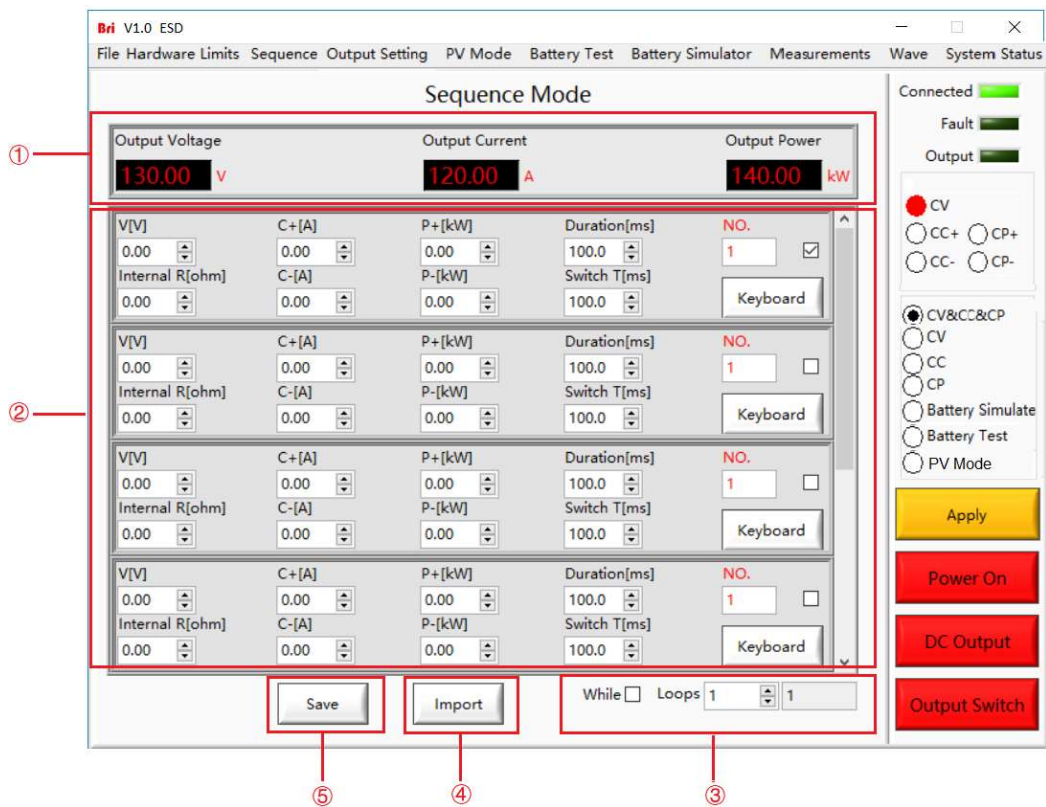 Bri V1.0 ESD
File Hardware Limits Sequence Output Setting PV Mode Battery Test Battery Simulator Measurements Wave System Status
Sequence Mode
①
Output Voltage Output Current Output Power
130.00 V 120.00 A 140.00 kW
②
V[V] C+[A] P+[kW] Duration[ms] NO.
0.00 0.00 0.00 100.0 1
Internal R[ohm] C-[A] P-[kW] Switch T[ms]
0.00 0.00 0.00 100.0 Keyboard
V[V] C+[A] P+[kW] Duration[ms] NO.
0.00 0.00 0.00 100.0 1
Internal R[ohm] C-[A] P-[kW] Switch T[ms]
0.00 0.00 0.00 100.0 Keyboard
V[V] C+[A] P+[kW] Duration[ms] NO.
0.00 0.00 0.00 100.0 1
Internal R[ohm] C-[A] P-[kW] Switch T[ms]
0.00 0.00 0.00 100.0 Keyboard
V[V] C+[A] P+[kW] Duration[ms] NO.
0.00 0.00 0.00 100.0 1
Internal R[ohm] C-[A] P-[kW] Switch T[ms]
0.00 0.00 0.00 100.0 Keyboard
Save Import While Loops 1 1
⑤ ④ ③
Connected
Fault
Output
CV
CC+ CP+
CC- CP-
CV&CC&CP
CV
CC
CP
Battery Simulate
Battery Test
PV Mode
Apply
Power On
DC Output
Output Switch